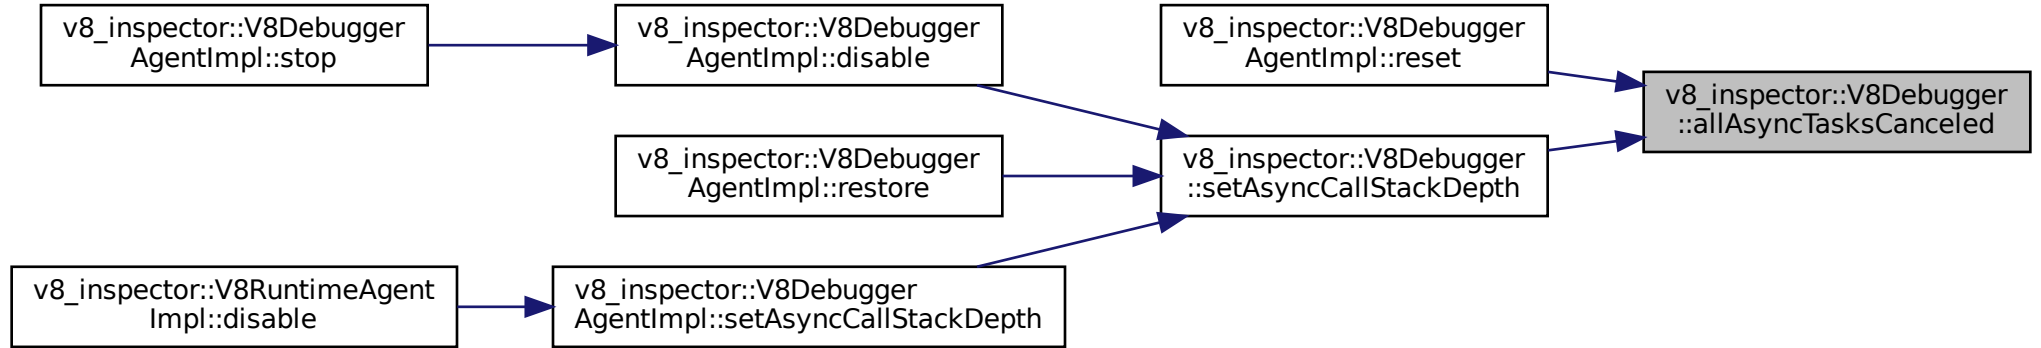 v8_inspector::V8Debugger
AgentImpl::stop
v8_inspector::V8Debugger
AgentImpl::disable
v8_inspector::V8Debugger
AgentImpl::reset
v8_inspector::V8Debugger
::allAsyncTasksCanceled
v8_inspector::V8Debugger
AgentImpl::restore
v8_inspector::V8Debugger
::setAsyncCallStackDepth
v8_inspector::V8RuntimeAgent
Impl::disable
v8_inspector::V8Debugger
AgentImpl::setAsyncCallStackDepth